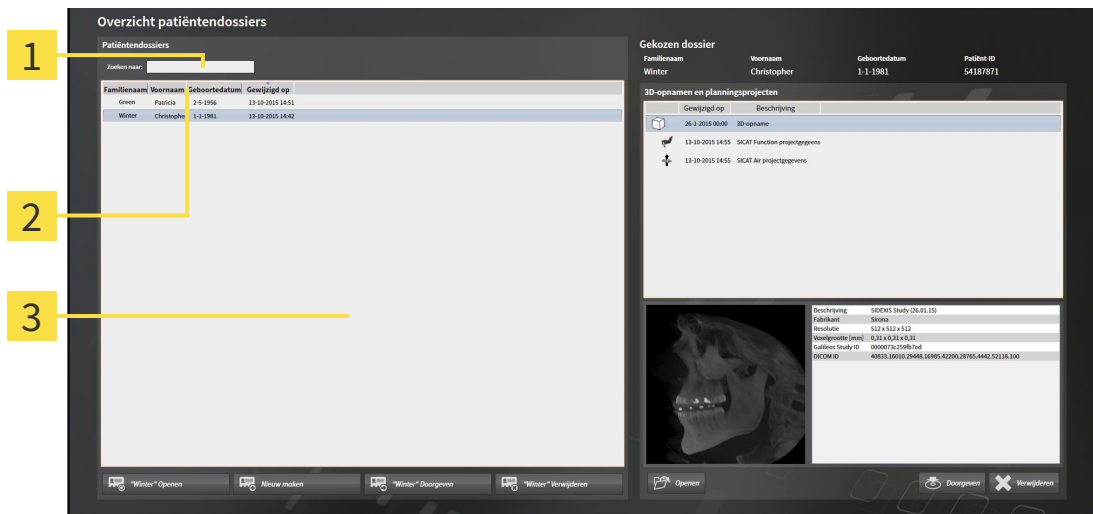 Overzicht patiëntendossiers
1
2
3
Patiëntendossiers
Zoeken naar:
Familienaam Voornaam Geboortedatum Gewijzigd op
Green Patricia 2-5-1956 13-10-2015 14:51
Winter Christopher 1-1-1981 13-10-2015 14:42
"Winter" Openen
Nieuw maken
"Winter" Doorgeven
"Winter" Verwijderen
Gekozen dossier
Familienaam Voornaam Geboortedatum Patiënt-ID
Winter Christopher 1-1-1981 54187871
3D-opnamen en planningsprojecten
Gewijzigd op Beschrijving
26-1-2015 00:00 3D-opname
13-10-2015 14:55 SICAT Function projectgegeens
13-10-2015 14:55 SICAT Air projectgegevens
Beschrijving SIDEXIS Study (26.01.15)
Fabrikant Sirona
Resolutie 512 x 512 x 512
Voxelgrootte [mm] 0,31 x 0,31 x 0,31
Galileos Study ID 0000073c259fb7ed
DICOM ID 40833.16010.29448.16985.42200.28765.4442.52118.100
Openen
Doorgeven
Verwijderen